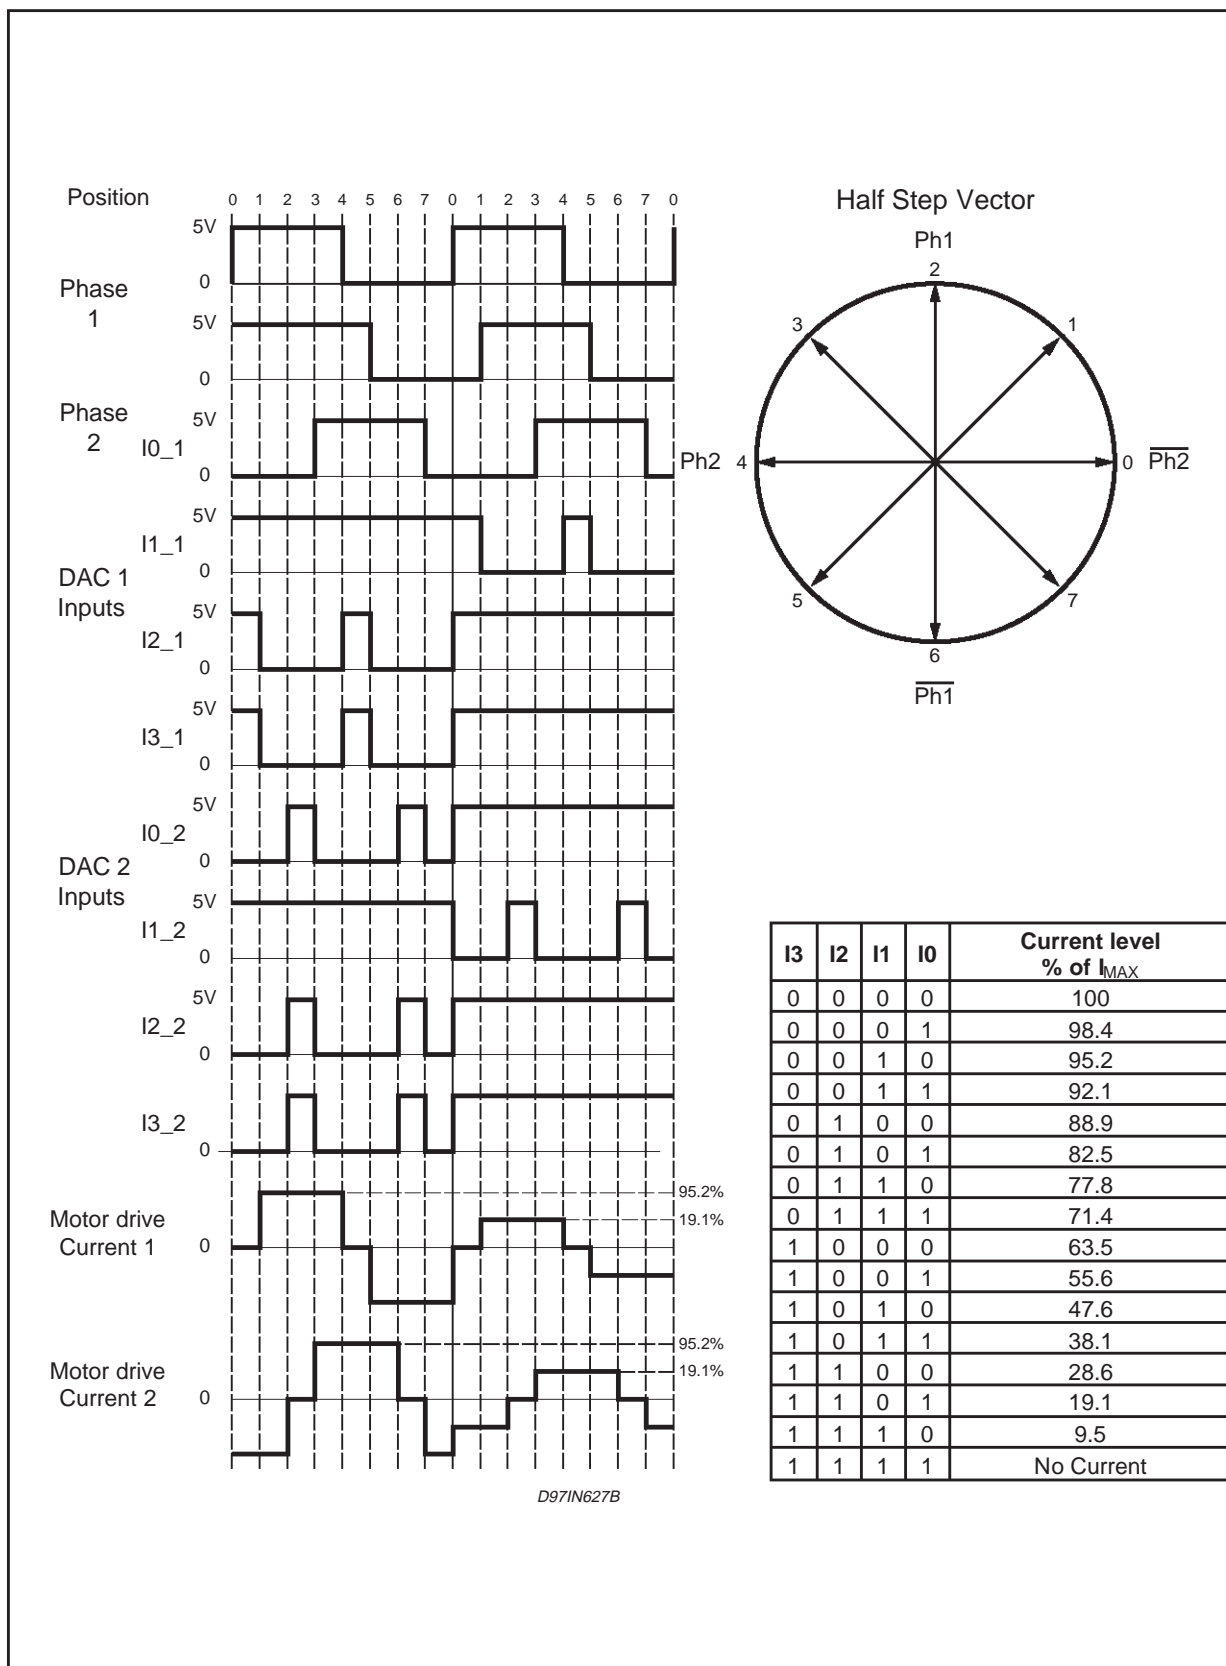 Position
0 1 2 3 4 5 6 7 0 1 2 3 4 5 6 7 0
5V
0
Phase
1
5V
0
Phase
2
I0_1
5V
0
I1_1
5V
0
DAC 1
Inputs
I2_1
5V
0
I3_1
5V
0
I0_2
5V
0
DAC 2
Inputs
I1_2
5V
0
I2_2
5V
0
I3_2
0
Motor drive
Current 1
0
95.2%
19.1%
Motor drive
Current 2
0
95.2%
19.1%
D97IN627B
Half Step Vector
Ph1
2
3 1
Ph2 4 0 Ph2
5 7
6
Ph1
I3 I2 I1 I0 Current level
% of IMAX
0 0 0 0 100
0 0 0 1 98.4
0 0 1 0 95.2
0 0 1 1 92.1
0 1 0 0 88.9
0 1 0 1 82.5
0 1 1 0 77.8
0 1 1 1 71.4
1 0 0 0 63.5
1 0 0 1 55.6
1 0 1 0 47.6
1 0 1 1 38.1
1 1 0 0 28.6
1 1 0 1 19.1
1 1 1 0 9.5
1 1 1 1 No Current